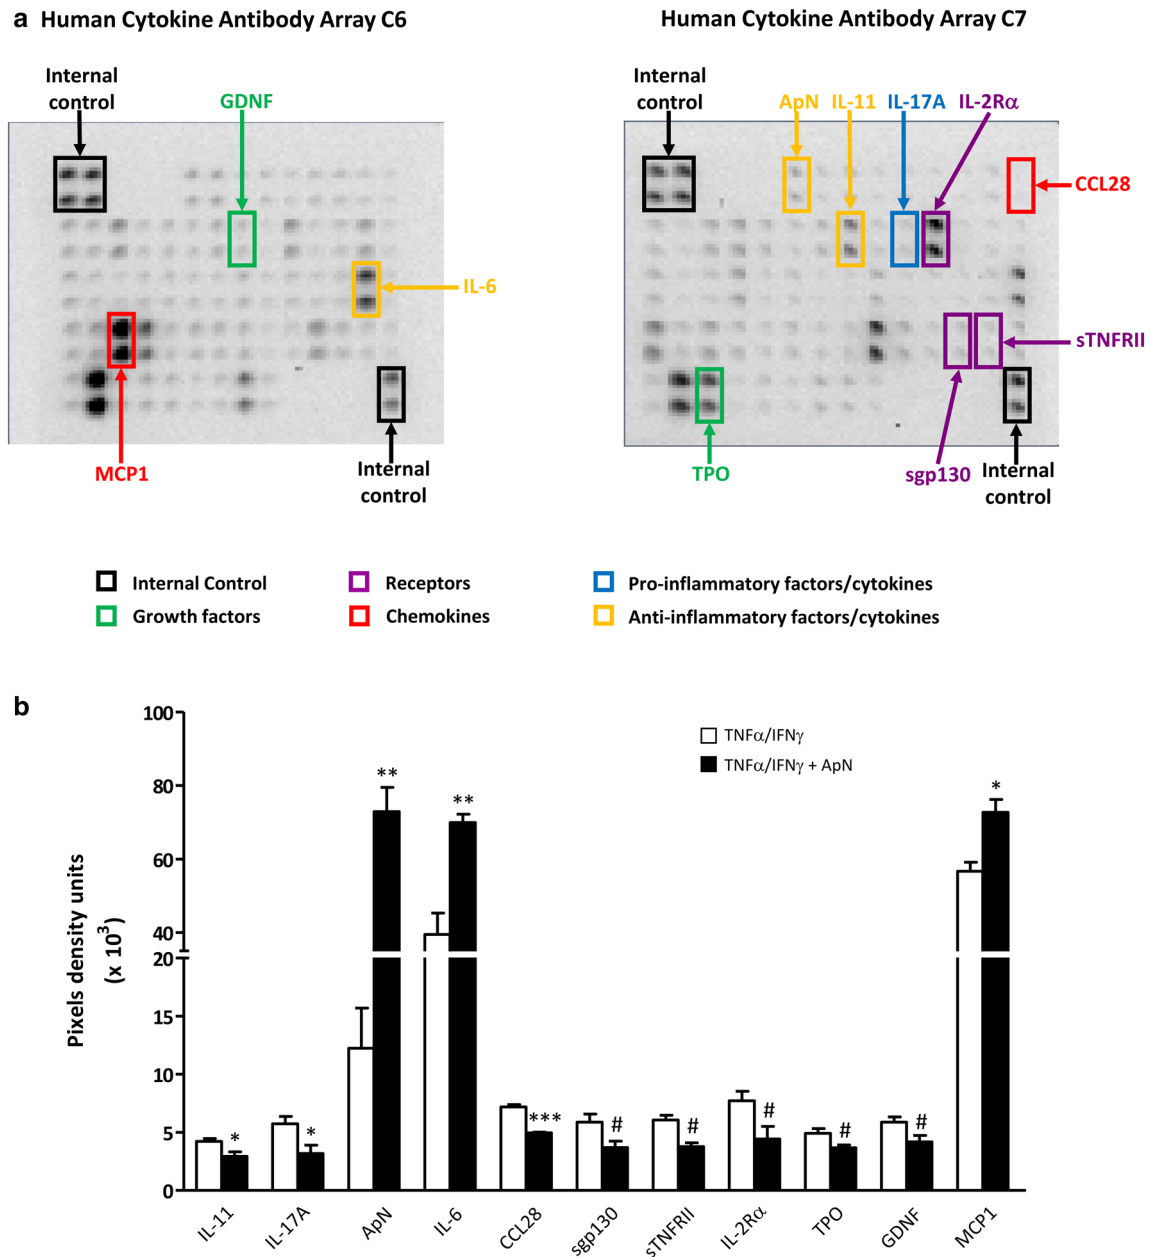 a Human Cytokine Antibody Array C6
Human Cytokine Antibody Array C7
Internal
control
GDNF
IL-6
MCP1
Internal
control
Internal
control
ApN
IL-11
IL-17A
IL-2Rα
CCL28
sTNFRII
TPO
sgp130
Internal
control
Internal Control
Receptors
Pro-inflammatory factors/cytokines
Growth factors
Chemokines
Anti-inflammatory factors/cytokines
b
Pixels density units
(x 10³)
100
80
60
40
20
15
10
5
0
TNFα/IFNγ
TNFα/IFNγ + ApN
*
*
**
**
***
#
#
#
#
#
*
IL-11
IL-17A
ApN
IL-6
CCL28
sgp130
sTNFRII
IL-2Rα
TPO
GDNF
MCP1